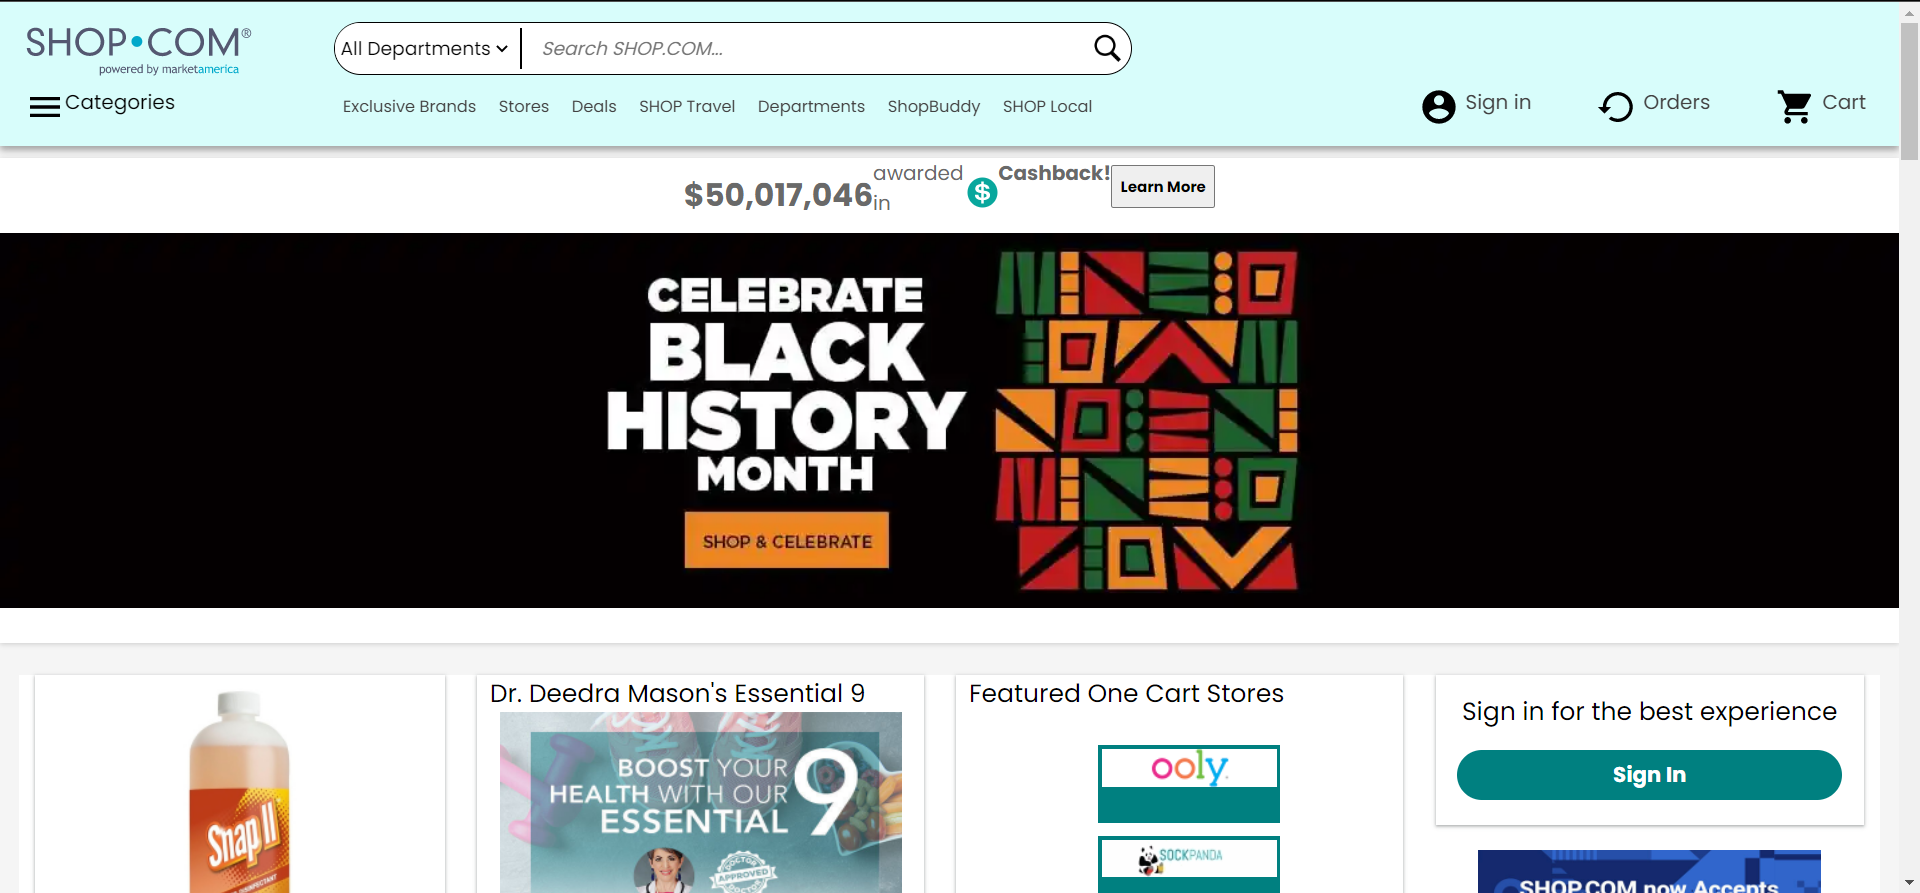 SHOP•COM®
powered by marketamerica
All Departments
Search SHOP.COM...
Categories
Exclusive Brands Stores Deals SHOP Travel Departments ShopBuddy SHOP Local
Sign in Orders Cart
$50,017,046 awarded in $ Cashback! Learn More
CELEBRATE
BLACK
HISTORY
MONTH
SHOP & CELEBRATE
Snap II
DISINFECTANT
Dr. Deedra Mason's Essential 9
BOOST YOUR
HEALTH WITH OUR
ESSENTIAL 9
DOCTOR
APPROVED
DOCTOR
Featured One Cart Stores
ooly
SOCKPANDA
Sign in for the best experience
Sign In
SHOP.COM now Accepts